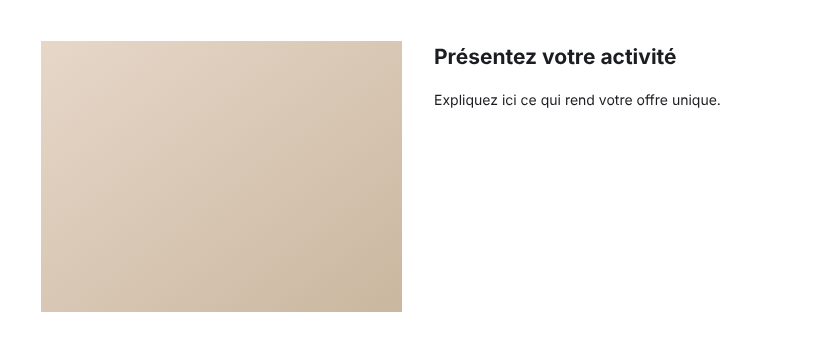 Présentez votre activité
Expliquez ici ce qui rend votre offre unique.